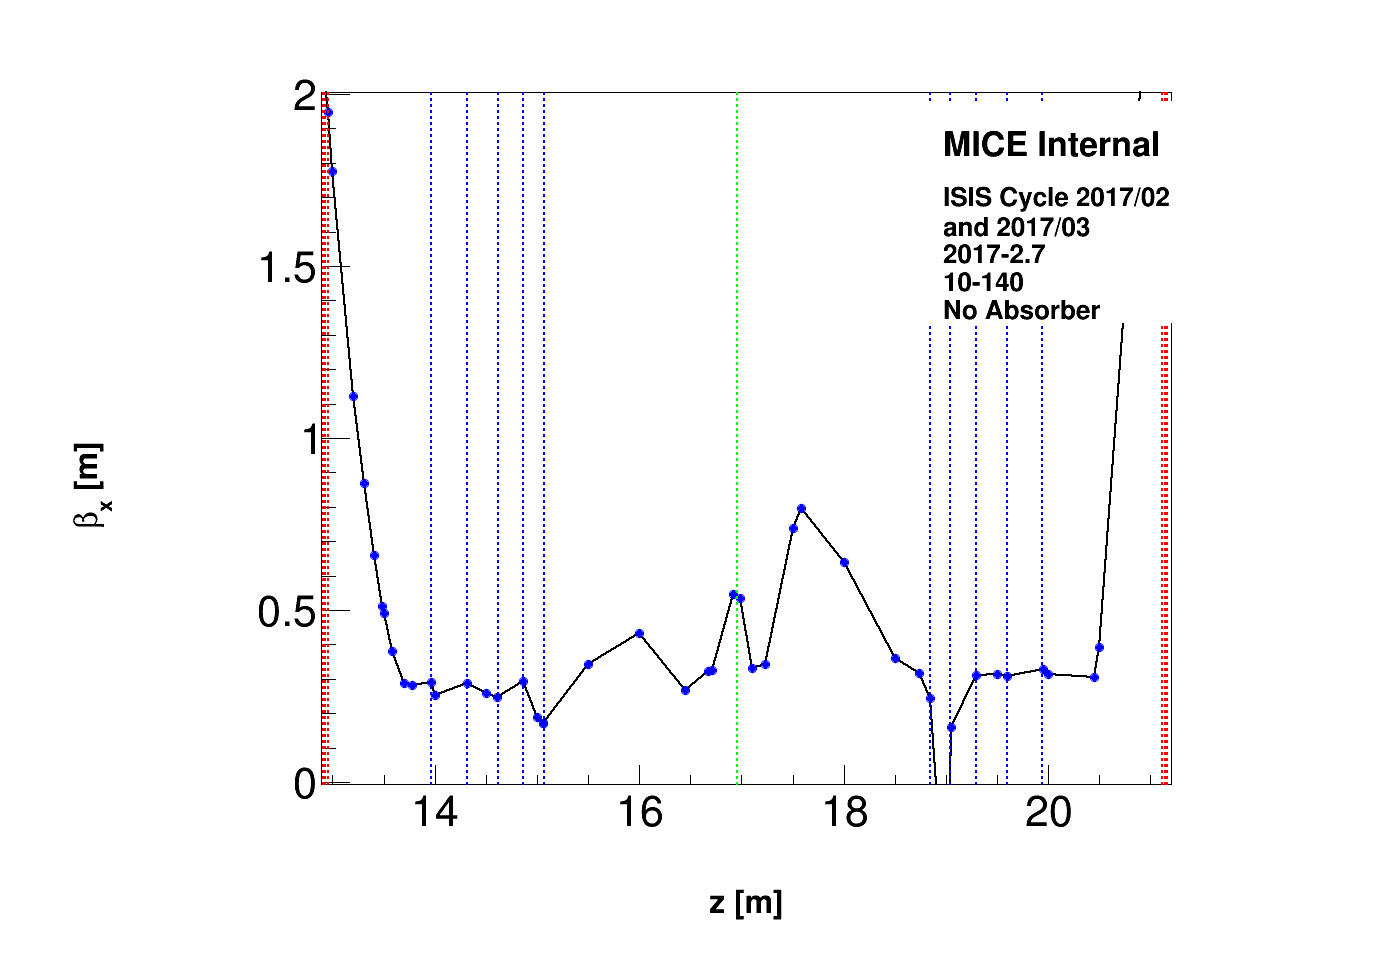 2
1.5
1
0.5
0
14 16 18 20
βx [m]
z [m]
MICE Internal
ISIS Cycle 2017/02
and 2017/03
2017-2.7
10-140
No Absorber